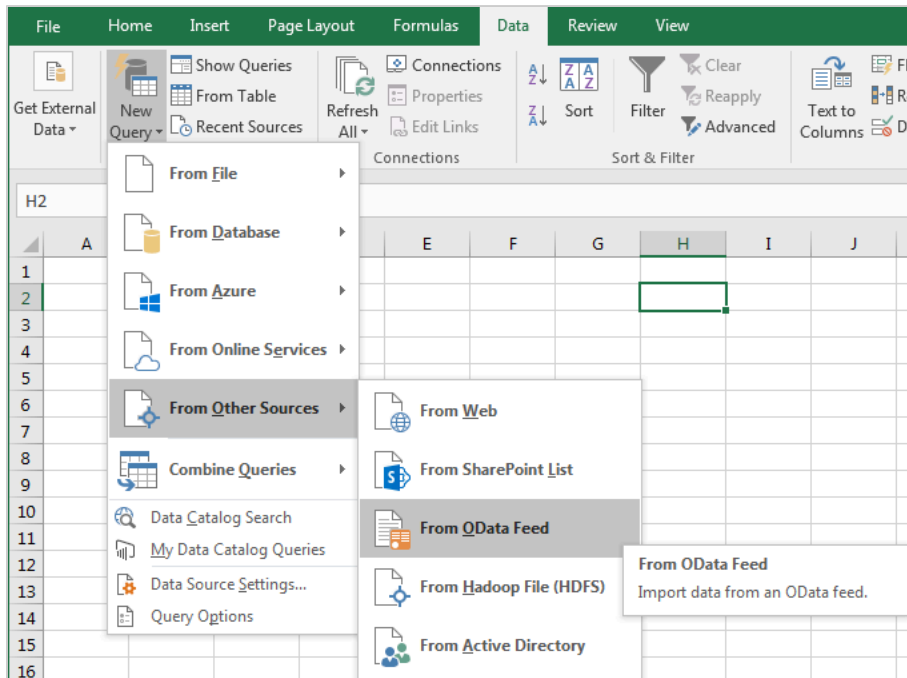 File Home Insert Page Layout Formulas Data Review View
Get External Data
New Query
Show Queries
From Table
Recent Sources
Refresh All
Connections
Properties
Edit Links
Connections
Sort
Filter
Clear
Reapply
Advanced
Sort & Filter
Text to Columns
H2
A E F G H I J
1
2
3
4
5
6
7
8
9
10
11
12
13
14
15
16
From File
From Database
From Azure
From Online Services
From Other Sources
Combine Queries
Data Catalog Search
My Data Catalog Queries
Data Source Settings...
Query Options
From Web
From SharePoint List
From OData Feed
From Hadoop File (HDFS)
From Active Directory
From OData Feed
Import data from an OData feed.